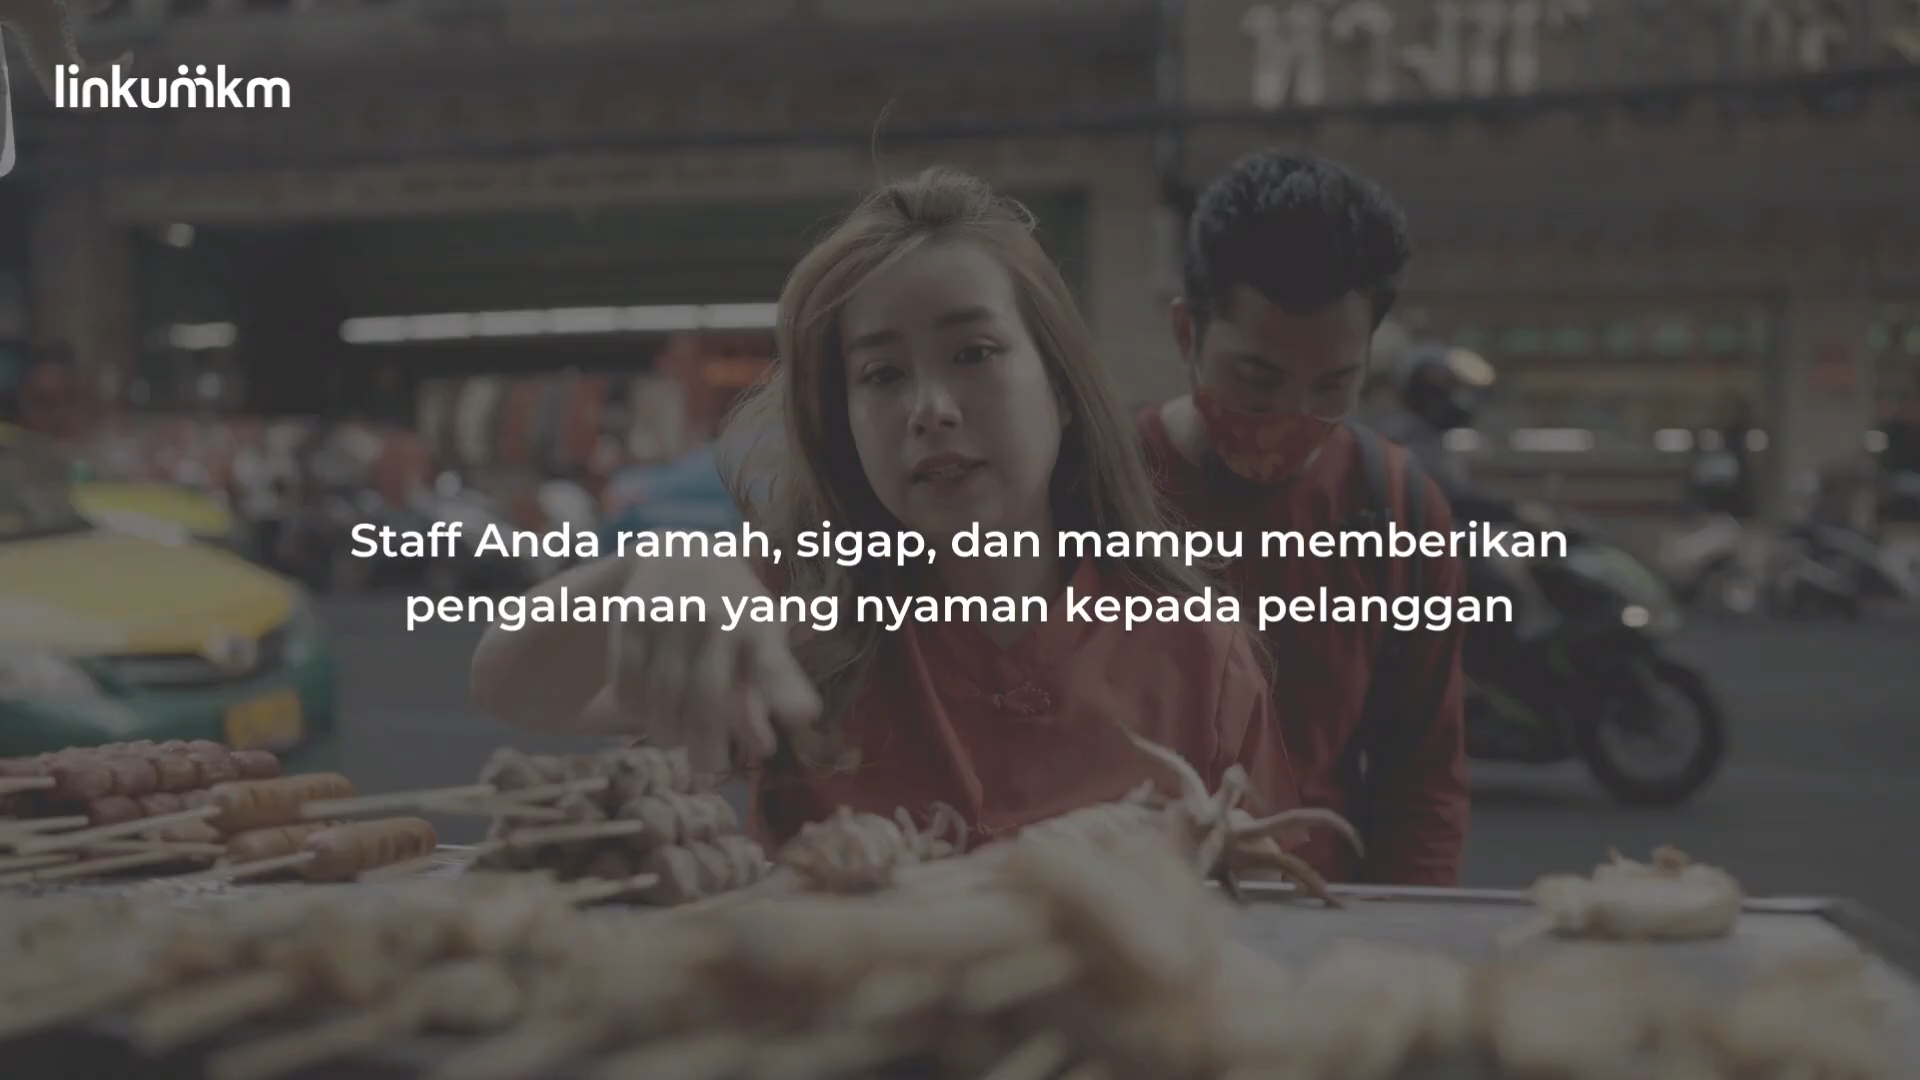 linkumkm
Staff Anda ramah, sigap, dan mampu memberikan
pengalaman yang nyaman kepada pelanggan